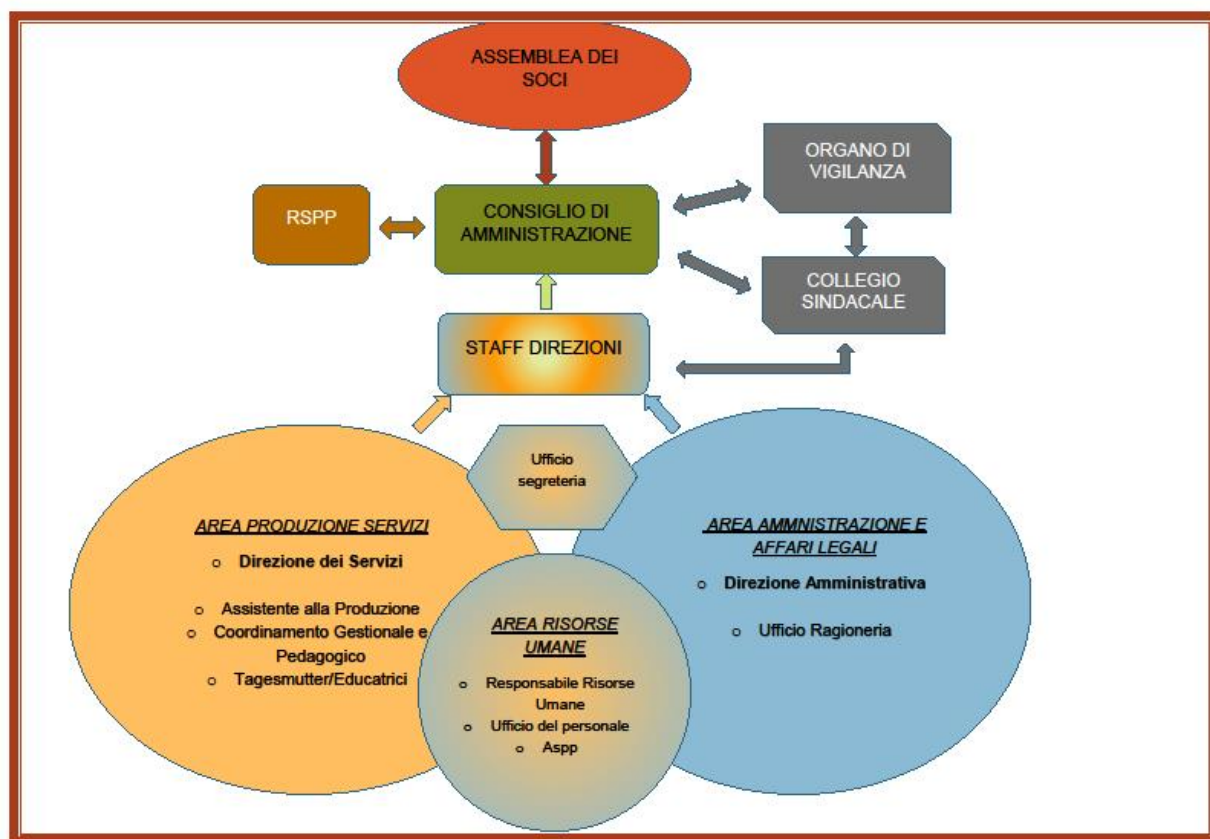 ASSEMBLEA DEI
SOCI
ORGANO DI
VIGILANZA
RSPP
CONSIGLIO DI
AMMINISTRAZIONE
COLLEGIO
SINDACALE
STAFF DIREZIONI
Ufficio
segreteria
AREA PRODUZIONE SERVIZI
o Direzione dei Servizi
o Assistente alla Produzione
o Coordinamento Gestionale e
Pedagogico
o Tagesmutter/Educatrici
AREA RISORSE
UMANE
o Responsabile Risorse
Umane
o Ufficio del personale
o Aspp
AREA AMMNISTRAZIONE E
AFFARI LEGALI
o Direzione Amministrativa
o Ufficio Ragioneria